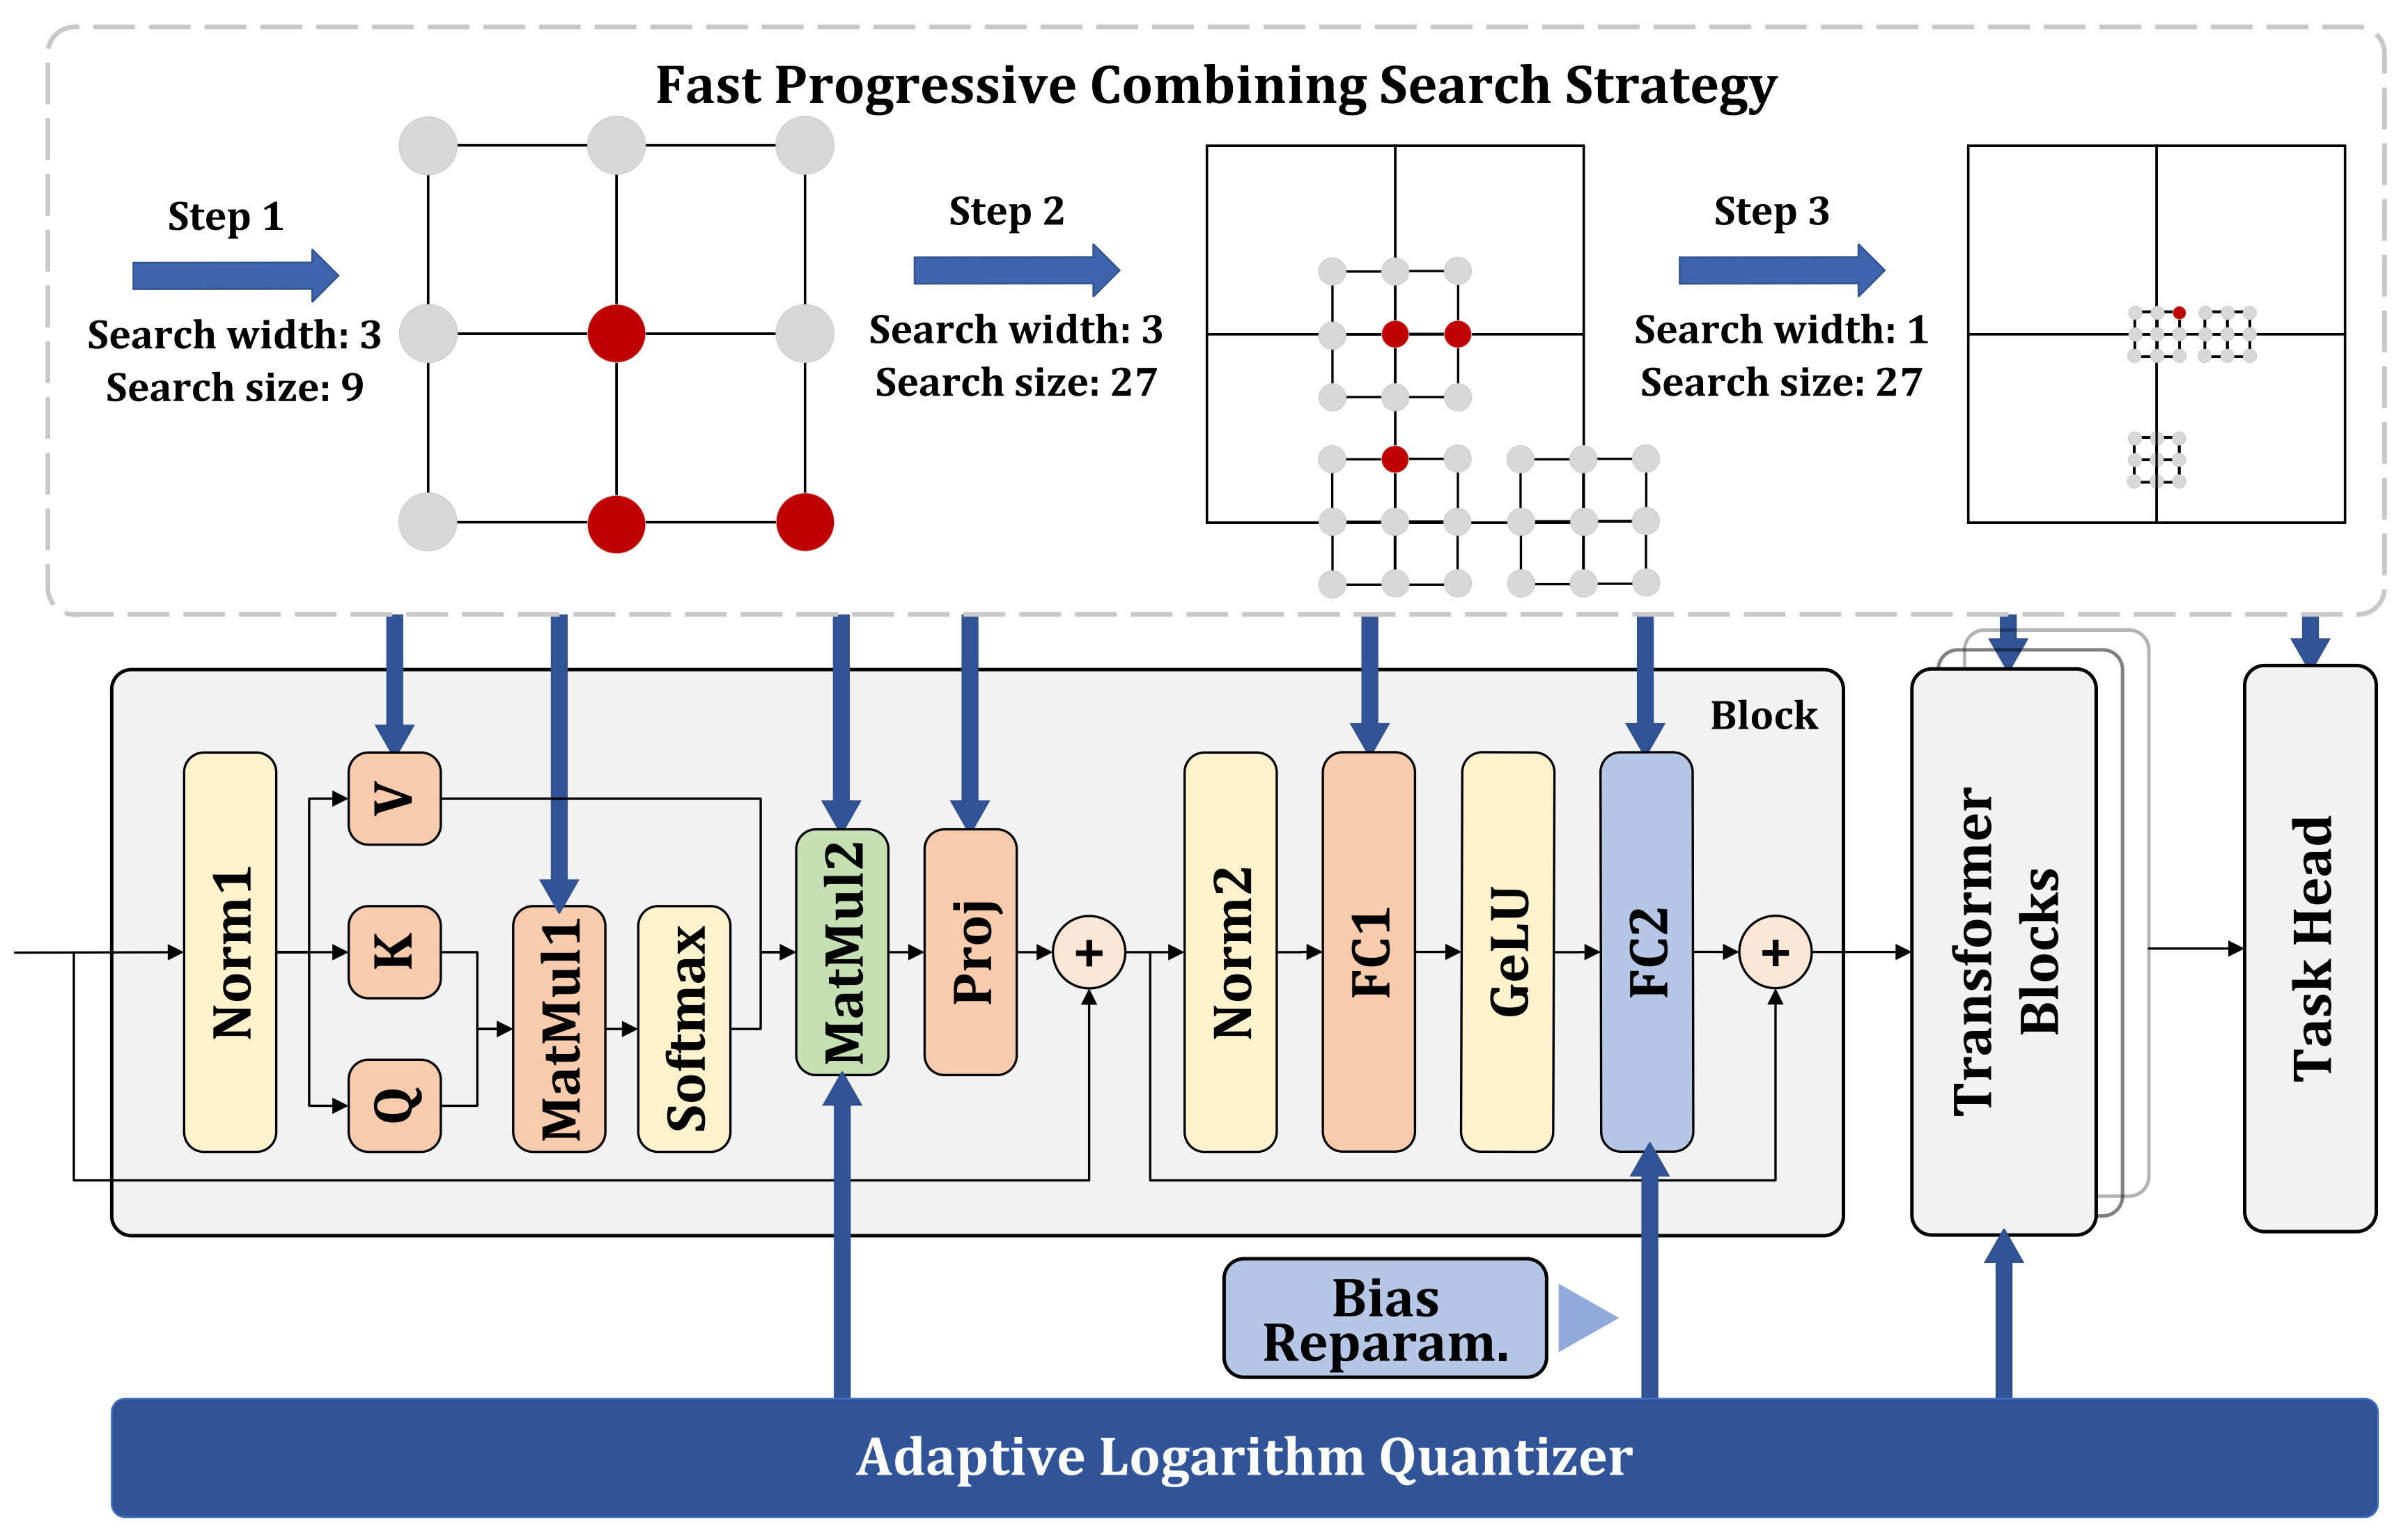 Fast Progressive Combining Search Strategy
Step 1
Search width: 3
Search size: 9
Step 2
Search width: 3
Search size: 27
Step 3
Search width: 1
Search size: 27
Block
Norm1
V
K
Q
MatMul1
Softmax
MatMul2
Proj
+
Norm2
FC1
GeLU
FC2
+
Transformer
Blocks
Task Head
Bias
Reparam.
Adaptive Logarithm Quantizer